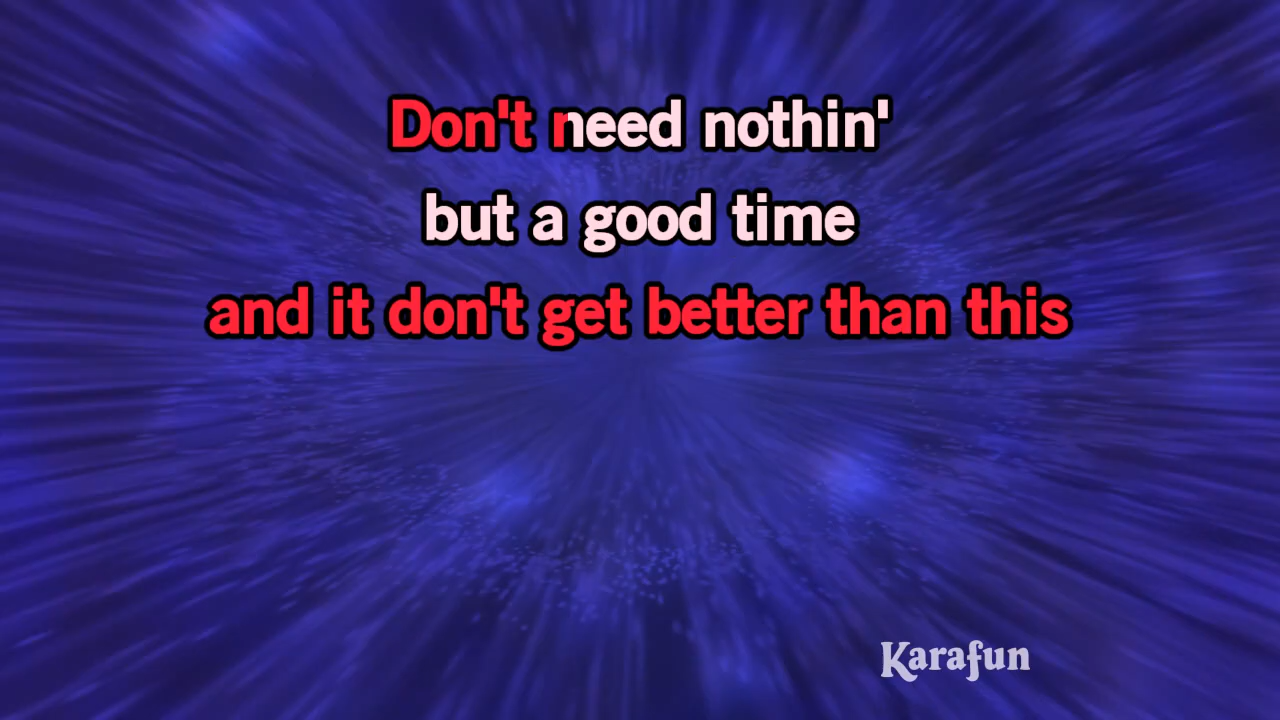 Don't need nothin'
but a good time
and it don't get better than this
Karafun